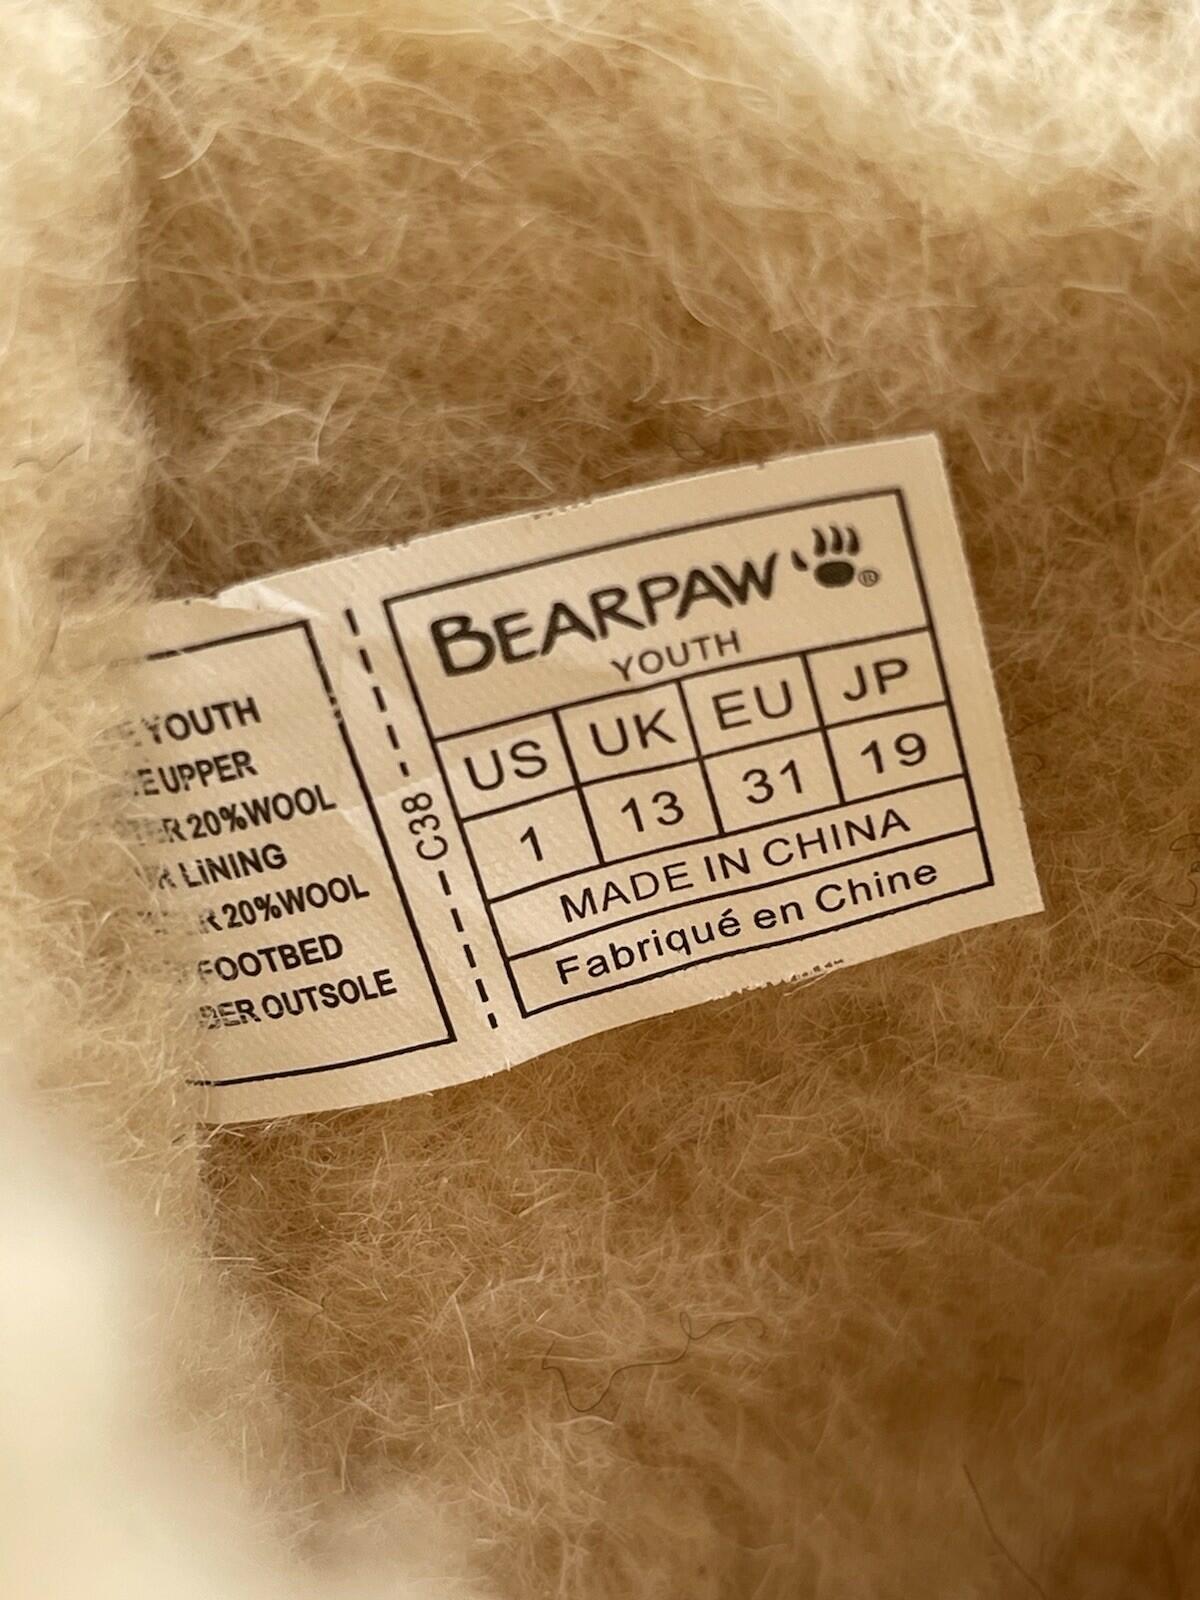 YOUTH
UPPER
20%WOOL
LINING
20%WOOL
FOOTBED
OUTSOLE
C38
BEARPAW ®
YOUTH
US UK EU JP
1 13 31 19
MADE IN CHINA
Fabriqué en Chine